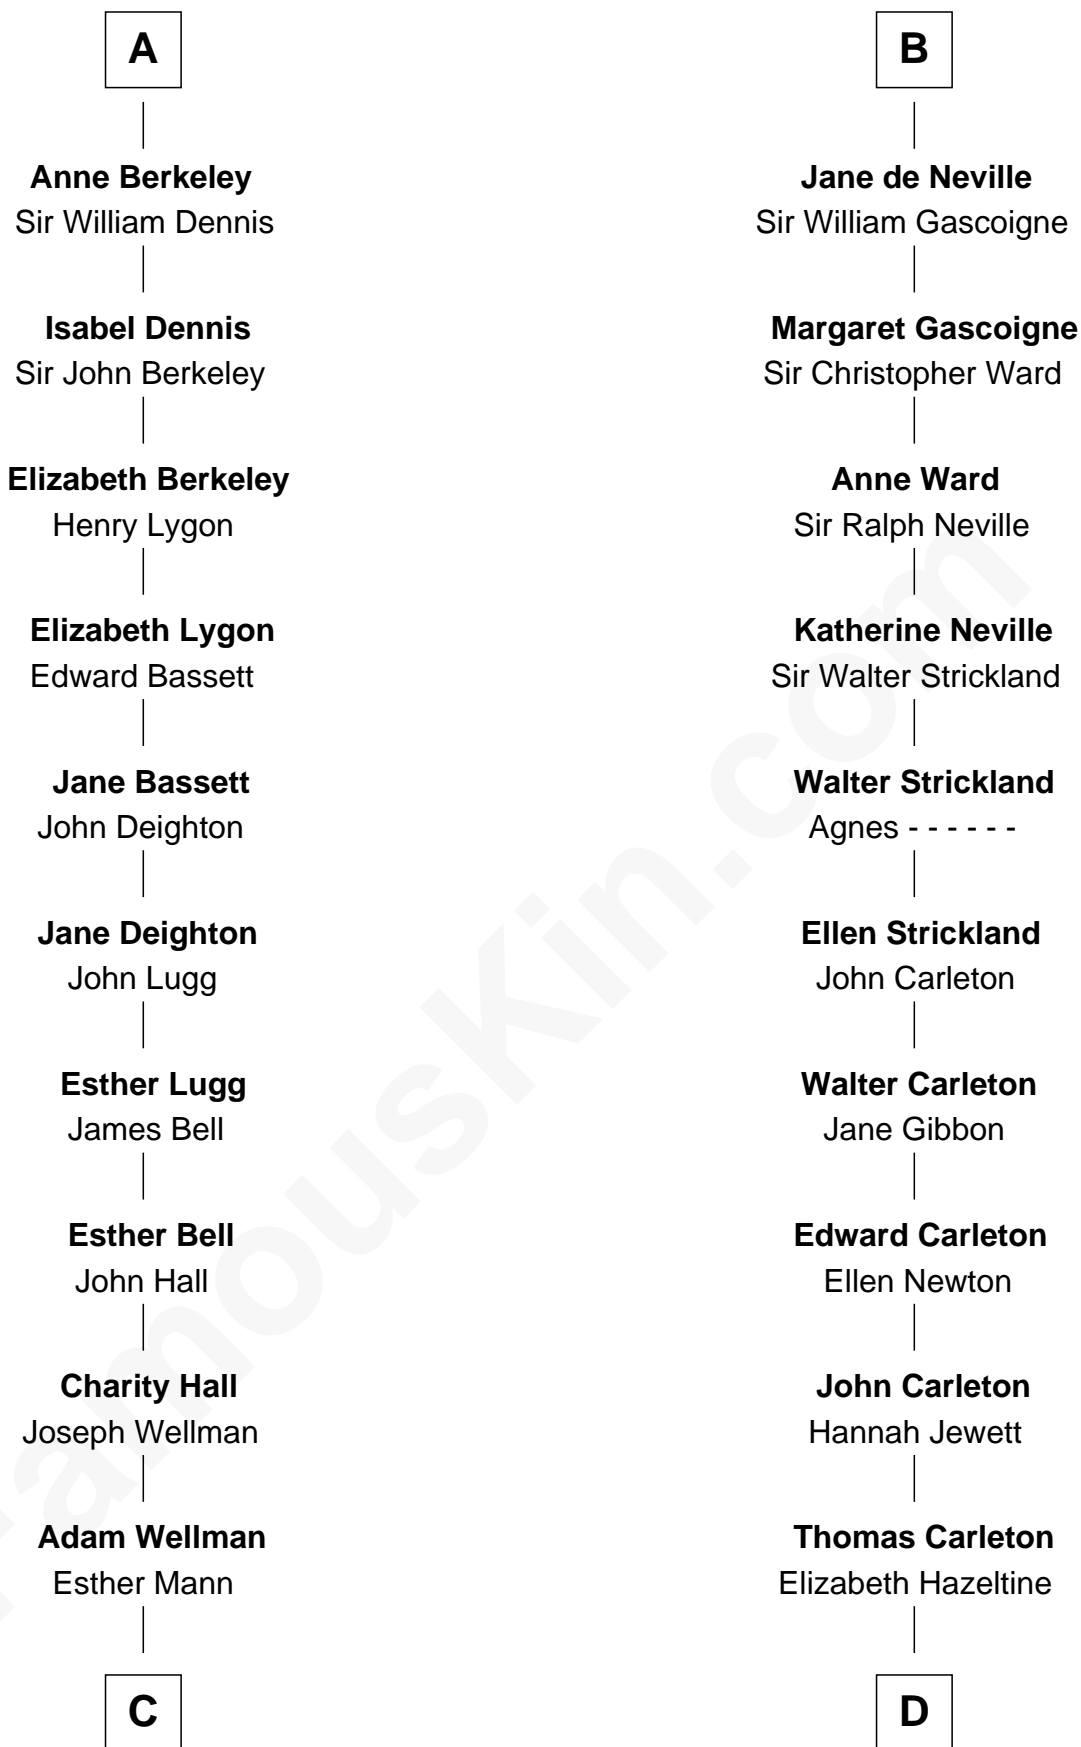 A
Anne Berkeley
Sir William Dennis
Isabel Dennis
Sir John Berkeley
Elizabeth Berkeley
Henry Lygon
Elizabeth Lygon
Edward Bassett
Jane Bassett
John Deighton
Jane Deighton
John Lugg
Esther Lugg
James Bell
Esther Bell
John Hall
Charity Hall
Joseph Wellman
Adam Wellman
Esther Mann
C
B
Jane de Neville
Sir William Gascoigne
Margaret Gascoigne
Sir Christopher Ward
Anne Ward
Sir Ralph Neville
Katherine Neville
Sir Walter Strickland
Walter Strickland
Agnes - - - - - -
Ellen Strickland
John Carleton
Walter Carleton
Jane Gibbon
Edward Carleton
Ellen Newton
John Carleton
Hannah Jewett
Thomas Carleton
Elizabeth Hazeltine
D
FamousKin.com